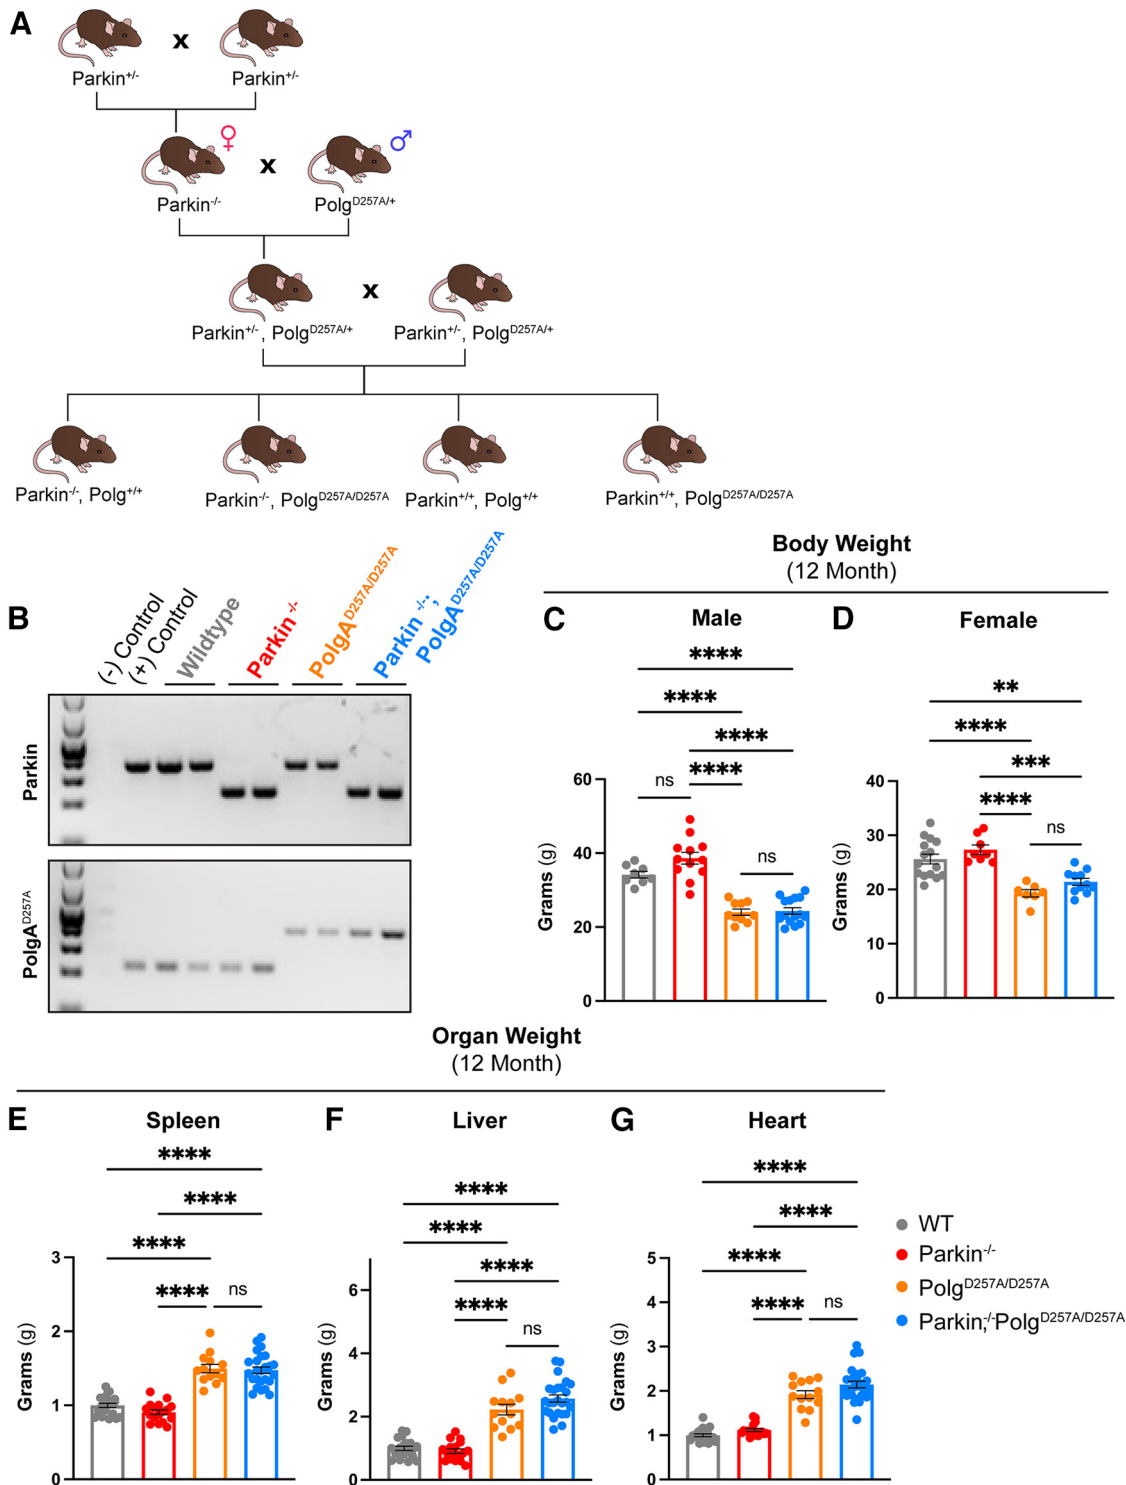 A
x
Parkin+/-
Parkin+/-
♀
♂
x
Parkin-/-
PolgD257A/+
x
Parkin+/- , PolgD257A/+
Parkin+/- , PolgD257A/+
Parkin-/-, Polg+/+
Parkin-/-, PolgD257A/D257A
Parkin+/+, Polg+/+
Parkin+/+, PolgD257A/D257A
B
(-) Control
(+) Control
Wildtype
Parkin -/-
PolgAD257A/D257A
Parkin -/-;
PolgAD257A/D257A
Parkin
PolgAD257A
Body Weight
(12 Month)
C
Male
****
****
****
ns
****
ns
Grams (g)
60
40
20
0
D
Female
**
****
***
****
ns
Grams (g)
40
30
20
10
0
Organ Weight
(12 Month)
E
Spleen
****
****
****
****
ns
Grams (g)
3
2
1
0
F
Liver
****
****
****
****
ns
Grams (g)
6
4
2
0
G
Heart
****
****
****
****
ns
Grams (g)
5
4
3
2
1
0
WT
Parkin-/-
PolgD257A/D257A
Parkin;-/-PolgD257A/D257A